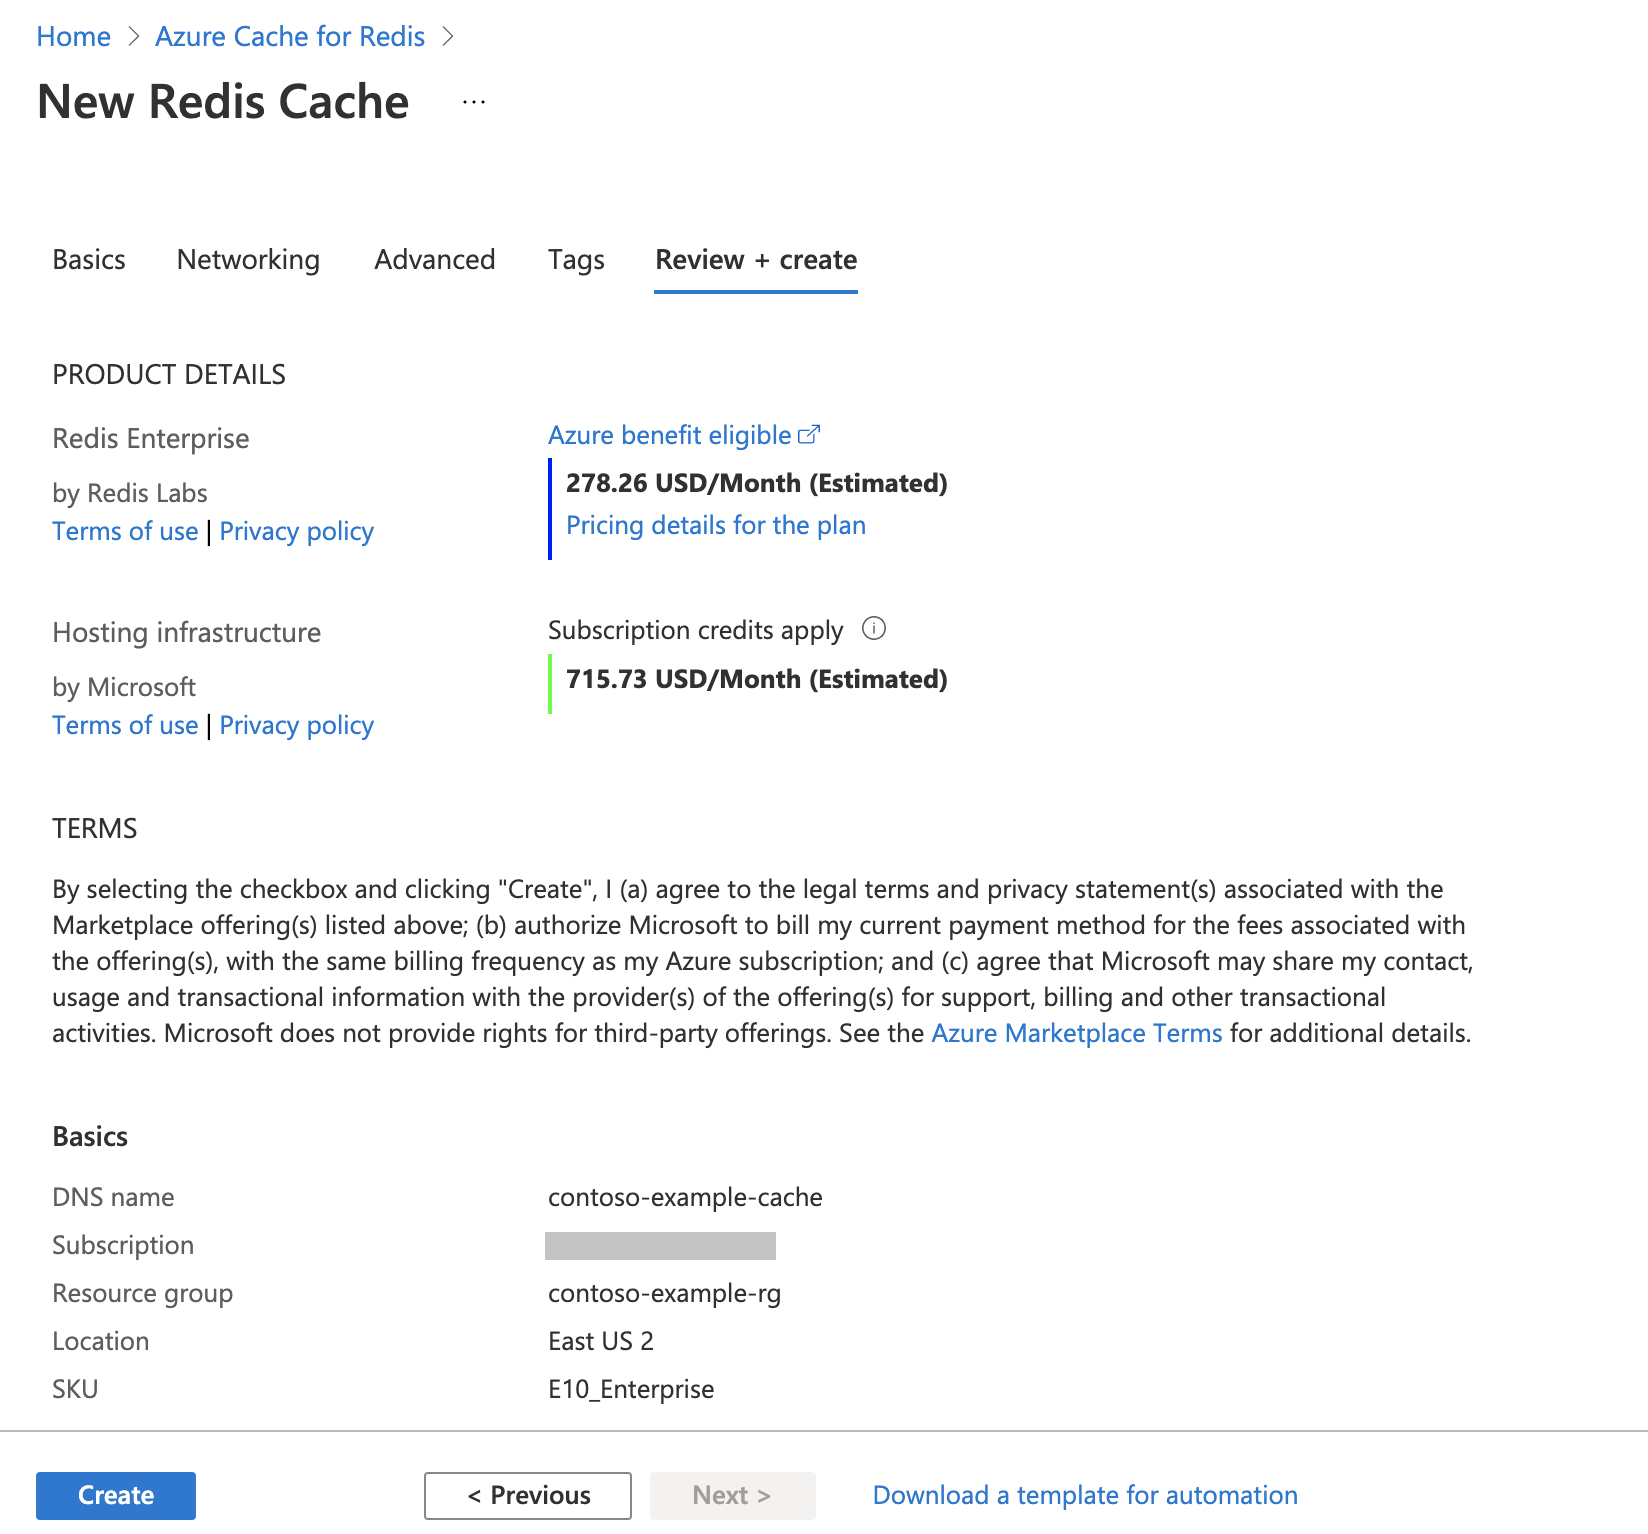 Home > Azure Cache for Redis >
New Redis Cache ...
Basics Networking Advanced Tags Review + create
PRODUCT DETAILS
Redis Enterprise
by Redis Labs
Terms of use | Privacy policy
Azure benefit eligible
278.26 USD/Month (Estimated)
Pricing details for the plan
Hosting infrastructure
by Microsoft
Terms of use | Privacy policy
Subscription credits apply
715.73 USD/Month (Estimated)
TERMS
By selecting the checkbox and clicking "Create", I (a) agree to the legal terms and privacy statement(s) associated with the
Marketplace offering(s) listed above; (b) authorize Microsoft to bill my current payment method for the fees associated with
the offering(s), with the same billing frequency as my Azure subscription; and (c) agree that Microsoft may share my contact,
usage and transactional information with the provider(s) of the offering(s) for support, billing and other transactional
activities. Microsoft does not provide rights for third-party offerings. See the Azure Marketplace Terms for additional details.
Basics
DNS name contoso-example-cache
Subscription
Resource group contoso-example-rg
Location East US 2
SKU E10_Enterprise
Create < Previous Next > Download a template for automation